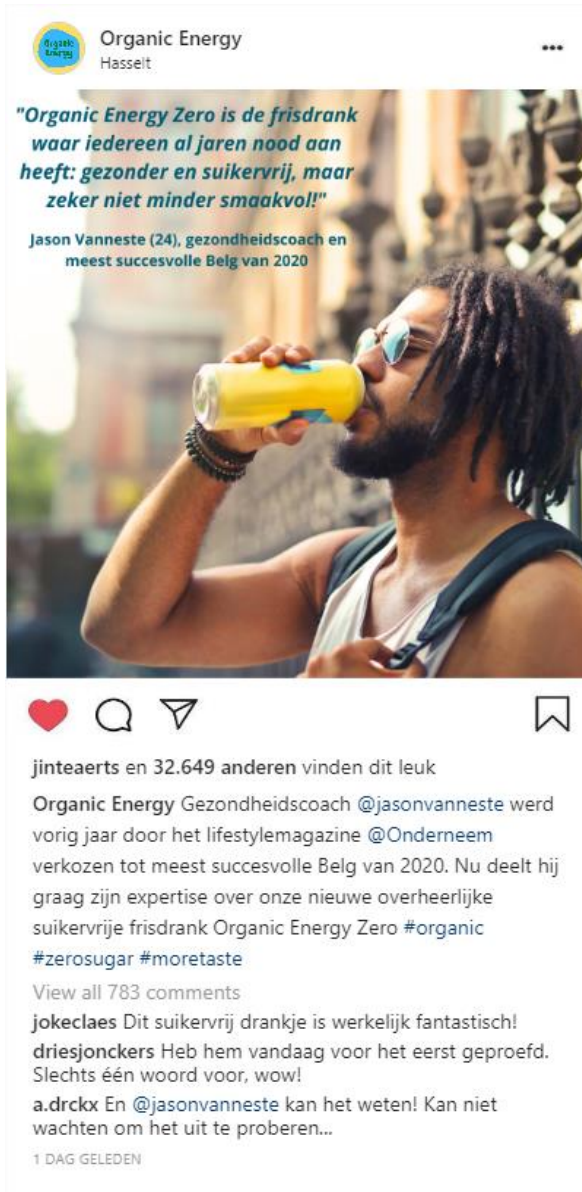 Organic
Energy
Organic Energy
Hasselt
"Organic Energy Zero is de frisdrank
waar iedereen al jaren nood aan
heeft: gezonder en suikervrij, maar
zeker niet minder smaakvol!"
Jason Vanneste (24), gezondheidscoach en
meest succesvolle Belg van 2020
jinteaerts en 32.649 anderen vinden dit leuk
Organic Energy Gezondheidscoach @jasonvanneste werd
vorig jaar door het lifestylemagazine @Onderneem
verkozen tot meest succesvolle Belg van 2020. Nu deelt hij
graag zijn expertise over onze nieuwe overheerlijke
suikervrije frisdrank Organic Energy Zero #organic
#zerosugar #moretaste
View all 783 comments
jokeclaes Dit suikervrij drankje is werkelijk fantastisch!
driesjonckers Heb hem vandaag voor het eerst geproefd.
Slechts één woord voor, wow!
a.drckx En @jasonvanneste kan het weten! Kan niet
wachten om het uit te proberen...
1 DAG GELEDEN